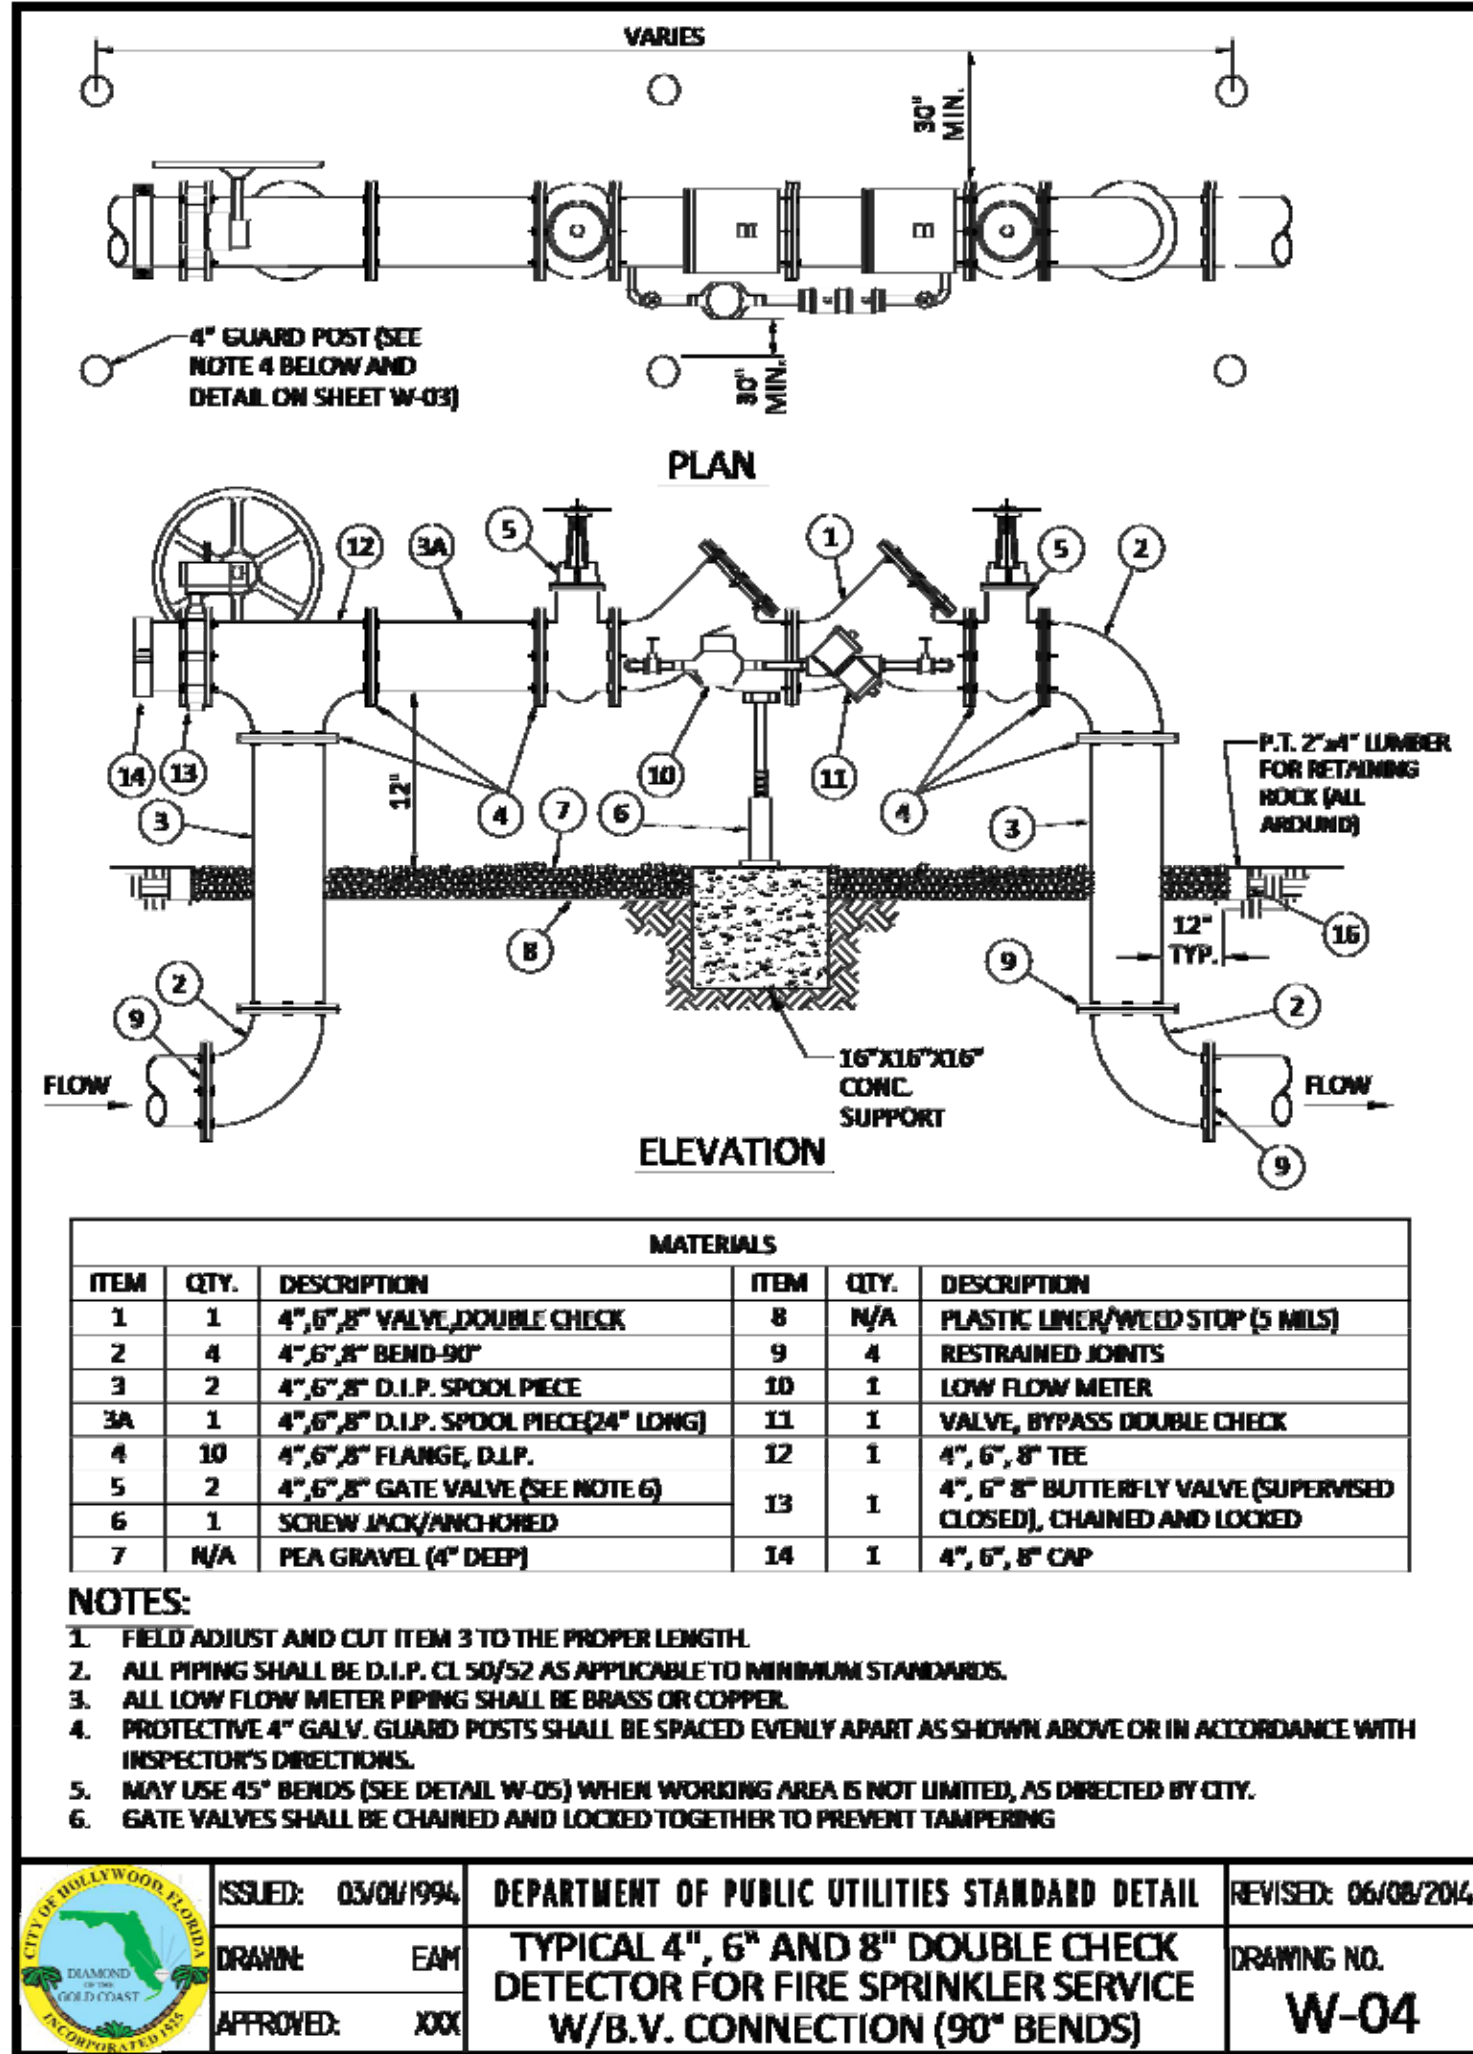 VARIES
30"
MIN.
4" GUARD POST (SEE
NOTE 4 BELOW AND
DETAIL ON SHEET W-03)
30"
MIN.
PLAN
12
3A
5
1
5
2
14
13
3
12"
4
7
10
6
11
4
3
P.T. 2"x4" LUMBER
FOR RETAINING
ROCK (ALL
AROUND)
8
2
9
9
12"
TYP.
16
2
FLOW
16"X16"X16"
CONC.
SUPPORT
FLOW
9
ELEVATION
MATERIALS
ITEM QTY. DESCRIPTION ITEM QTY. DESCRIPTION
1 1 4",6",8" VALVE,DOUBLE CHECK 8 N/A PLASTIC LINER/WEED STOP (5 MILS)
2 4 4",6",8" BEND-90° 9 4 RESTRAINED JOINTS
3 2 4",6",8" D.I.P. SPOOL PIECE 10 1 LOW FLOW METER
3A 1 4",6",8" D.I.P. SPOOL PIECE(24" LONG) 11 1 VALVE, BYPASS DOUBLE CHECK
4 10 4",6",8" FLANGE, D.I.P. 12 1 4", 6", 8" TEE
5 2 4",6",8" GATE VALVE (SEE NOTE 6) 13 1 4", 6" 8" BUTTERFLY VALVE (SUPERVISED
6 1 SCREW JACK/ANCHORED CLOSED), CHAINED AND LOCKED
7 N/A PEA GRAVEL (4" DEEP) 14 1 4", 6", 8" CAP
NOTES:
1. FIELD ADJUST AND CUT ITEM 3 TO THE PROPER LENGTH.
2. ALL PIPING SHALL BE D.I.P. CL 50/52 AS APPLICABLE TO MINIMUM STANDARDS.
3. ALL LOW FLOW METER PIPING SHALL BE BRASS OR COPPER.
4. PROTECTIVE 4" GALV. GUARD POSTS SHALL BE SPACED EVENLY APART AS SHOWN ABOVE OR IN ACCORDANCE WITH
INSPECTOR'S DIRECTIONS.
5. MAY USE 45° BENDS (SEE DETAIL W-05) WHEN WORKING AREA IS NOT LIMITED, AS DIRECTED BY CITY.
6. GATE VALVES SHALL BE CHAINED AND LOCKED TOGETHER TO PREVENT TAMPERING
CITY OF HOLLYWOOD, FLORIDA
DIAMOND
OF THE
GOLD COAST
INCORPORATED 1925
ISSUED: 03/01/1994
DRAWN: EAM
APPROVED: XXX
DEPARTMENT OF PUBLIC UTILITIES STANDARD DETAIL
TYPICAL 4", 6" AND 8" DOUBLE CHECK
DETECTOR FOR FIRE SPRINKLER SERVICE
W/B.V. CONNECTION (90° BENDS)
REVISED: 06/08/2014
DRAWING NO.
W-04